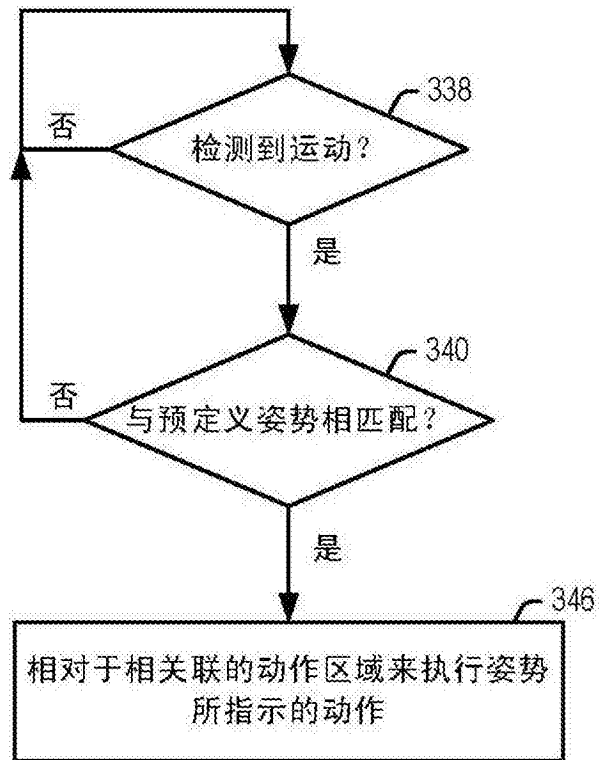 338
否
检测到运动？
是
340
否
与预定义姿势相匹配？
是
346
相对于相关联的动作区域来执行姿势
所指示的动作